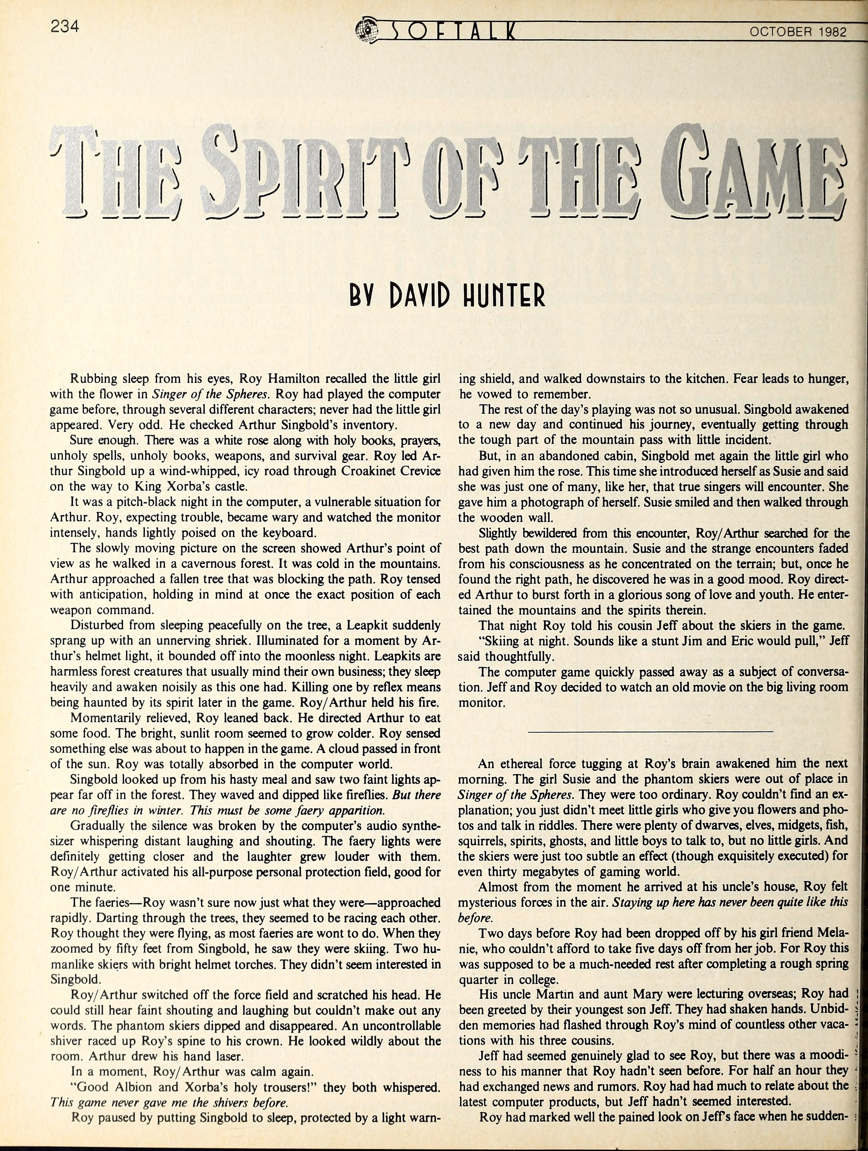 234
SOFTALK
OCTOBER 1982
THE SPIRIT OF THE GAME
BY DAVID HUNTER
Rubbing sleep from his eyes, Roy Hamilton recalled the little girl
with the flower in Singer of the Spheres. Roy had played the computer
game before, through several different characters; never had the little girl
appeared. Very odd. He checked Arthur Singbold's inventory.
Sure enough. There was a white rose along with holy books, prayers,
unholy spells, unholy books, weapons, and survival gear. Roy led Ar-
thur Singbold up a wind-whipped, icy road through Croakinet Crevice
on the way to King Xorba's castle.
It was a pitch-black night in the computer, a vulnerable situation for
Arthur. Roy, expecting trouble, became wary and watched the monitor
intensely, hands lightly poised on the keyboard.
The slowly moving picture on the screen showed Arthur's point of
view as he walked in a cavernous forest. It was cold in the mountains.
Arthur approached a fallen tree that was blocking the path. Roy tensed
with anticipation, holding in mind at once the exact position of each
weapon command.
Disturbed from sleeping peacefully on the tree, a Leapkit suddenly
sprang up with an unnerving shriek. Illuminated for a moment by Ar-
thur's helmet light, it bounded off into the moonless night. Leapkits are
harmless forest creatures that usually mind their own business; they sleep
heavily and awaken noisily as this one had. Killing one by reflex means
being haunted by its spirit later in the game. Roy/Arthur held his fire.
Momentarily relieved, Roy leaned back. He directed Arthur to eat
some food. The bright, sunlit room seemed to grow colder. Roy sensed
something else was about to happen in the game. A cloud passed in front
of the sun. Roy was totally absorbed in the computer world.
Singbold looked up from his hasty meal and saw two faint lights ap-
pear far off in the forest. They waved and dipped like fireflies. But there
are no fireflies in winter. This must be some faery apparition.
Gradually the silence was broken by the computer's audio synthe-
sizer whispering distant laughing and shouting. The faery lights were
definitely getting closer and the laughter grew louder with them.
Roy/Arthur activated his all-purpose personal protection field, good for
one minute.
The faeries—Roy wasn't sure now just what they were—approached
rapidly. Darting through the trees, they seemed to be racing each other.
Roy thought they were flying, as most faeries are wont to do. When they
zoomed by fifty feet from Singbold, he saw they were skiing. Two hu-
manlike skiers with bright helmet torches. They didn't seem interested in
Singbold.
Roy/Arthur switched off the force field and scratched his head. He
could still hear faint shouting and laughing but couldn't make out any
words. The phantom skiers dipped and disappeared. An uncontrollable
shiver raced up Roy's spine to his crown. He looked wildly about the
room. Arthur drew his hand laser.
In a moment, Roy/Arthur was calm again.
"Good Albion and Xorba's holy trousers!" they both whispered.
This game never gave me the shivers before.
Roy paused by putting Singbold to sleep, protected by a light warn-
ing shield, and walked downstairs to the kitchen. Fear leads to hunger,
he vowed to remember.
The rest of the day's playing was not so unusual. Singbold awakened
to a new day and continued his journey, eventually getting through
the tough part of the mountain pass with little incident.
But, in an abandoned cabin, Singbold met again the little girl who
had given him the rose. This time she introduced herself as Susie and said
she was just one of many, like her, that true singers will encounter. She
gave him a photograph of herself. Susie smiled and then walked through
the wooden wall.
Slightly bewildered from this encounter, Roy/Arthur searched for the
best path down the mountain. Susie and the strange encounters faded
from his consciousness as he concentrated on the terrain; but, once he
found the right path, he discovered he was in a good mood. Roy direct-
ed Arthur to burst forth in a glorious song of love and youth. He enter-
tained the mountains and the spirits therein.
That night Roy told his cousin Jeff about the skiers in the game.
"Skiing at night. Sounds like a stunt Jim and Eric would pull," Jeff
said thoughtfully.
The computer game quickly passed away as a subject of conversa-
tion. Jeff and Roy decided to watch an old movie on the big living room
monitor.
An ethereal force tugging at Roy's brain awakened him the next
morning. The girl Susie and the phantom skiers were out of place in
Singer of the Spheres. They were too ordinary. Roy couldn't find an ex-
planation; you just didn't meet little girls who give you flowers and pho-
tos and talk in riddles. There were plenty of dwarves, elves, midgets, fish,
squirrels, spirits, ghosts, and little boys to talk to, but no little girls. And
the skiers were just too subtle an effect (though exquisitely executed) for
even thirty megabytes of gaming world.
Almost from the moment he arrived at his uncle's house, Roy felt
mysterious forces in the air. Staying up here has never been quite like this
before.
Two days before Roy had been dropped off by his girl friend Mela-
nie, who couldn't afford to take five days off from her job. For Roy this
was supposed to be a much-needed rest after completing a rough spring
quarter in college.
His uncle Martin and aunt Mary were lecturing overseas; Roy had
been greeted by their youngest son Jeff. They had shaken hands. Unbid-
den memories had flashed through Roy's mind of countless other vaca-
tions with his three cousins.
Jeff had seemed genuinely glad to see Roy, but there was a moodi-
ness to his manner that Roy hadn't seen before. For half an hour they
had exchanged news and rumors. Roy had had much to relate about the
latest computer products, but Jeff hadn't seemed interested.
Roy had marked well the pained look on Jeff's face when he sudden-